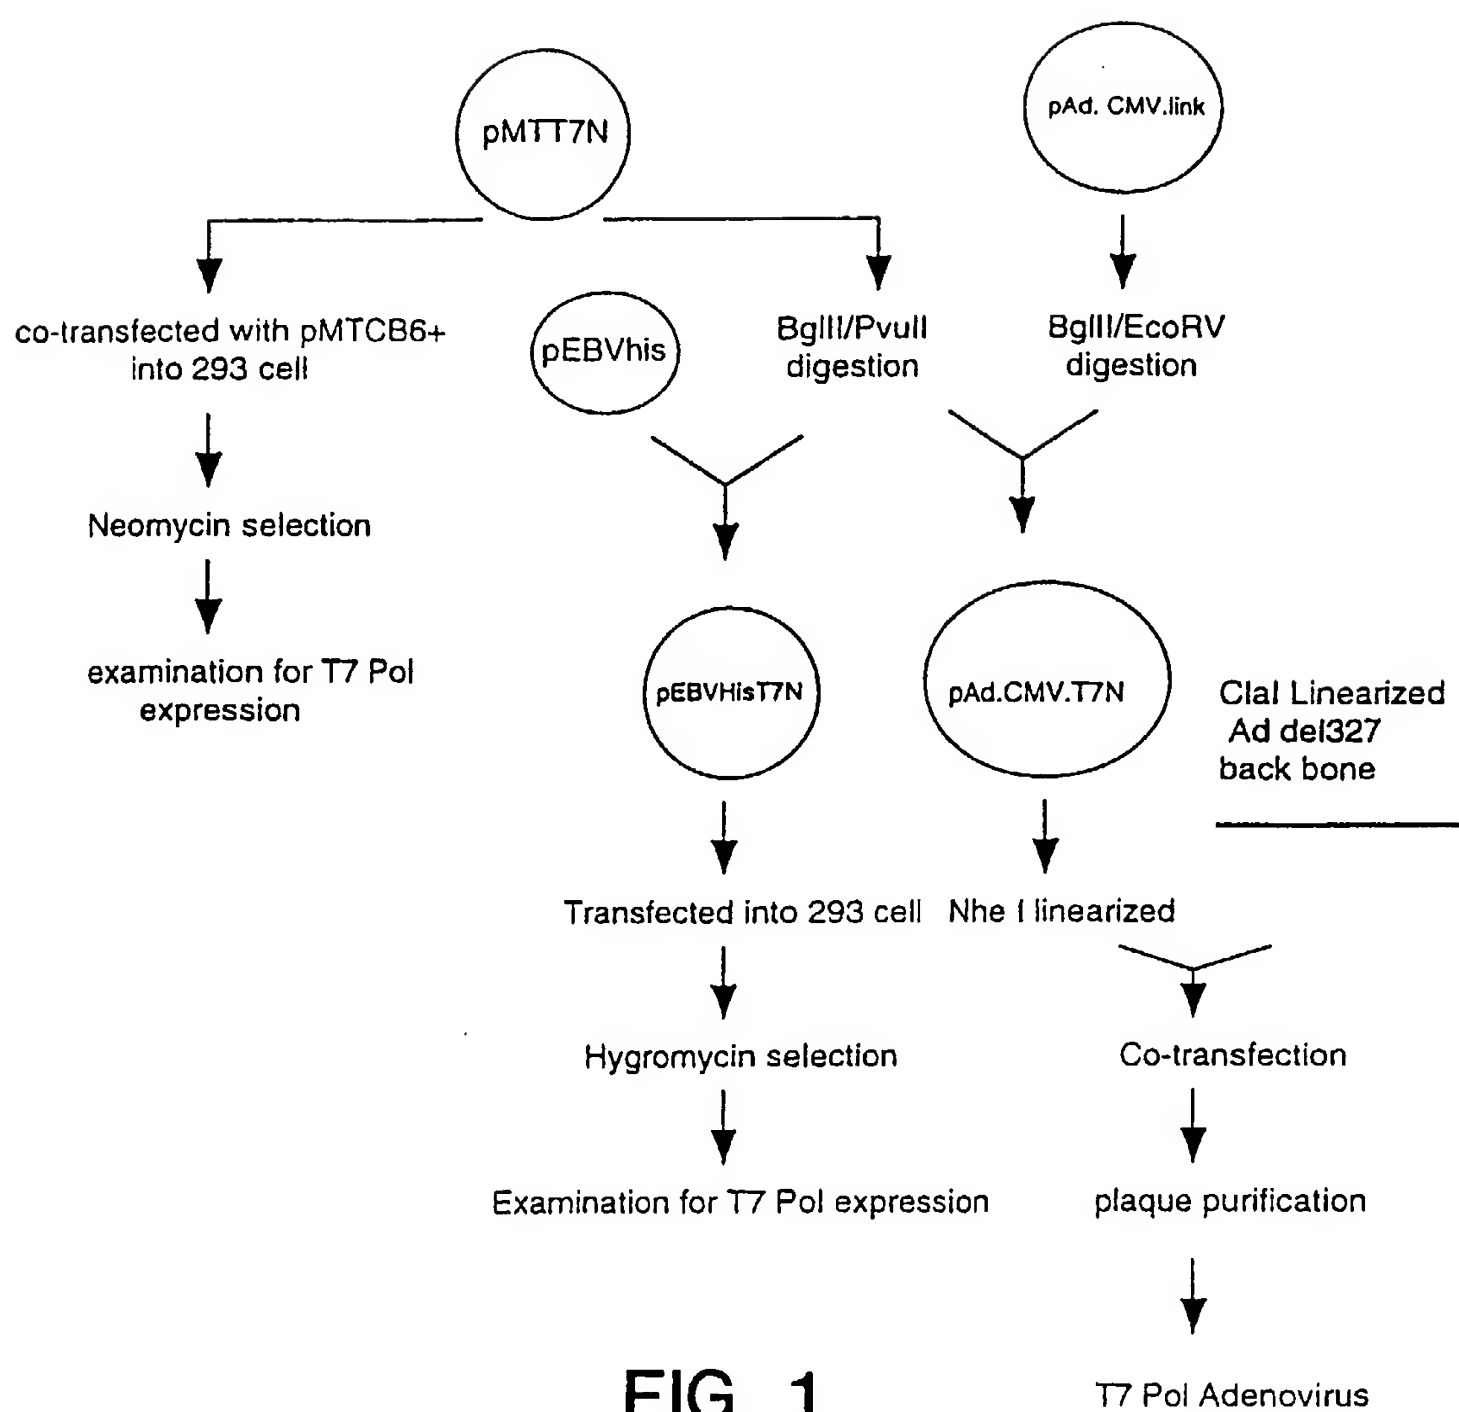 pMTT7N
pAd. CMV.link
co-transfected with pMTCB6+
into 293 cell
pEBVhis
BglII/PvuII
digestion
BglII/EcoRV
digestion
Neomycin selection
examination for T7 Pol
expression
pEBVHisT7N
pAd.CMV.T7N
ClaI Linearized
Ad del327
back bone
Transfected into 293 cell
Nhe I linearized
Hygromycin selection
Co-transfection
Examination for T7 Pol expression
plaque purification
T7 Pol Adenovirus
FIG. 1